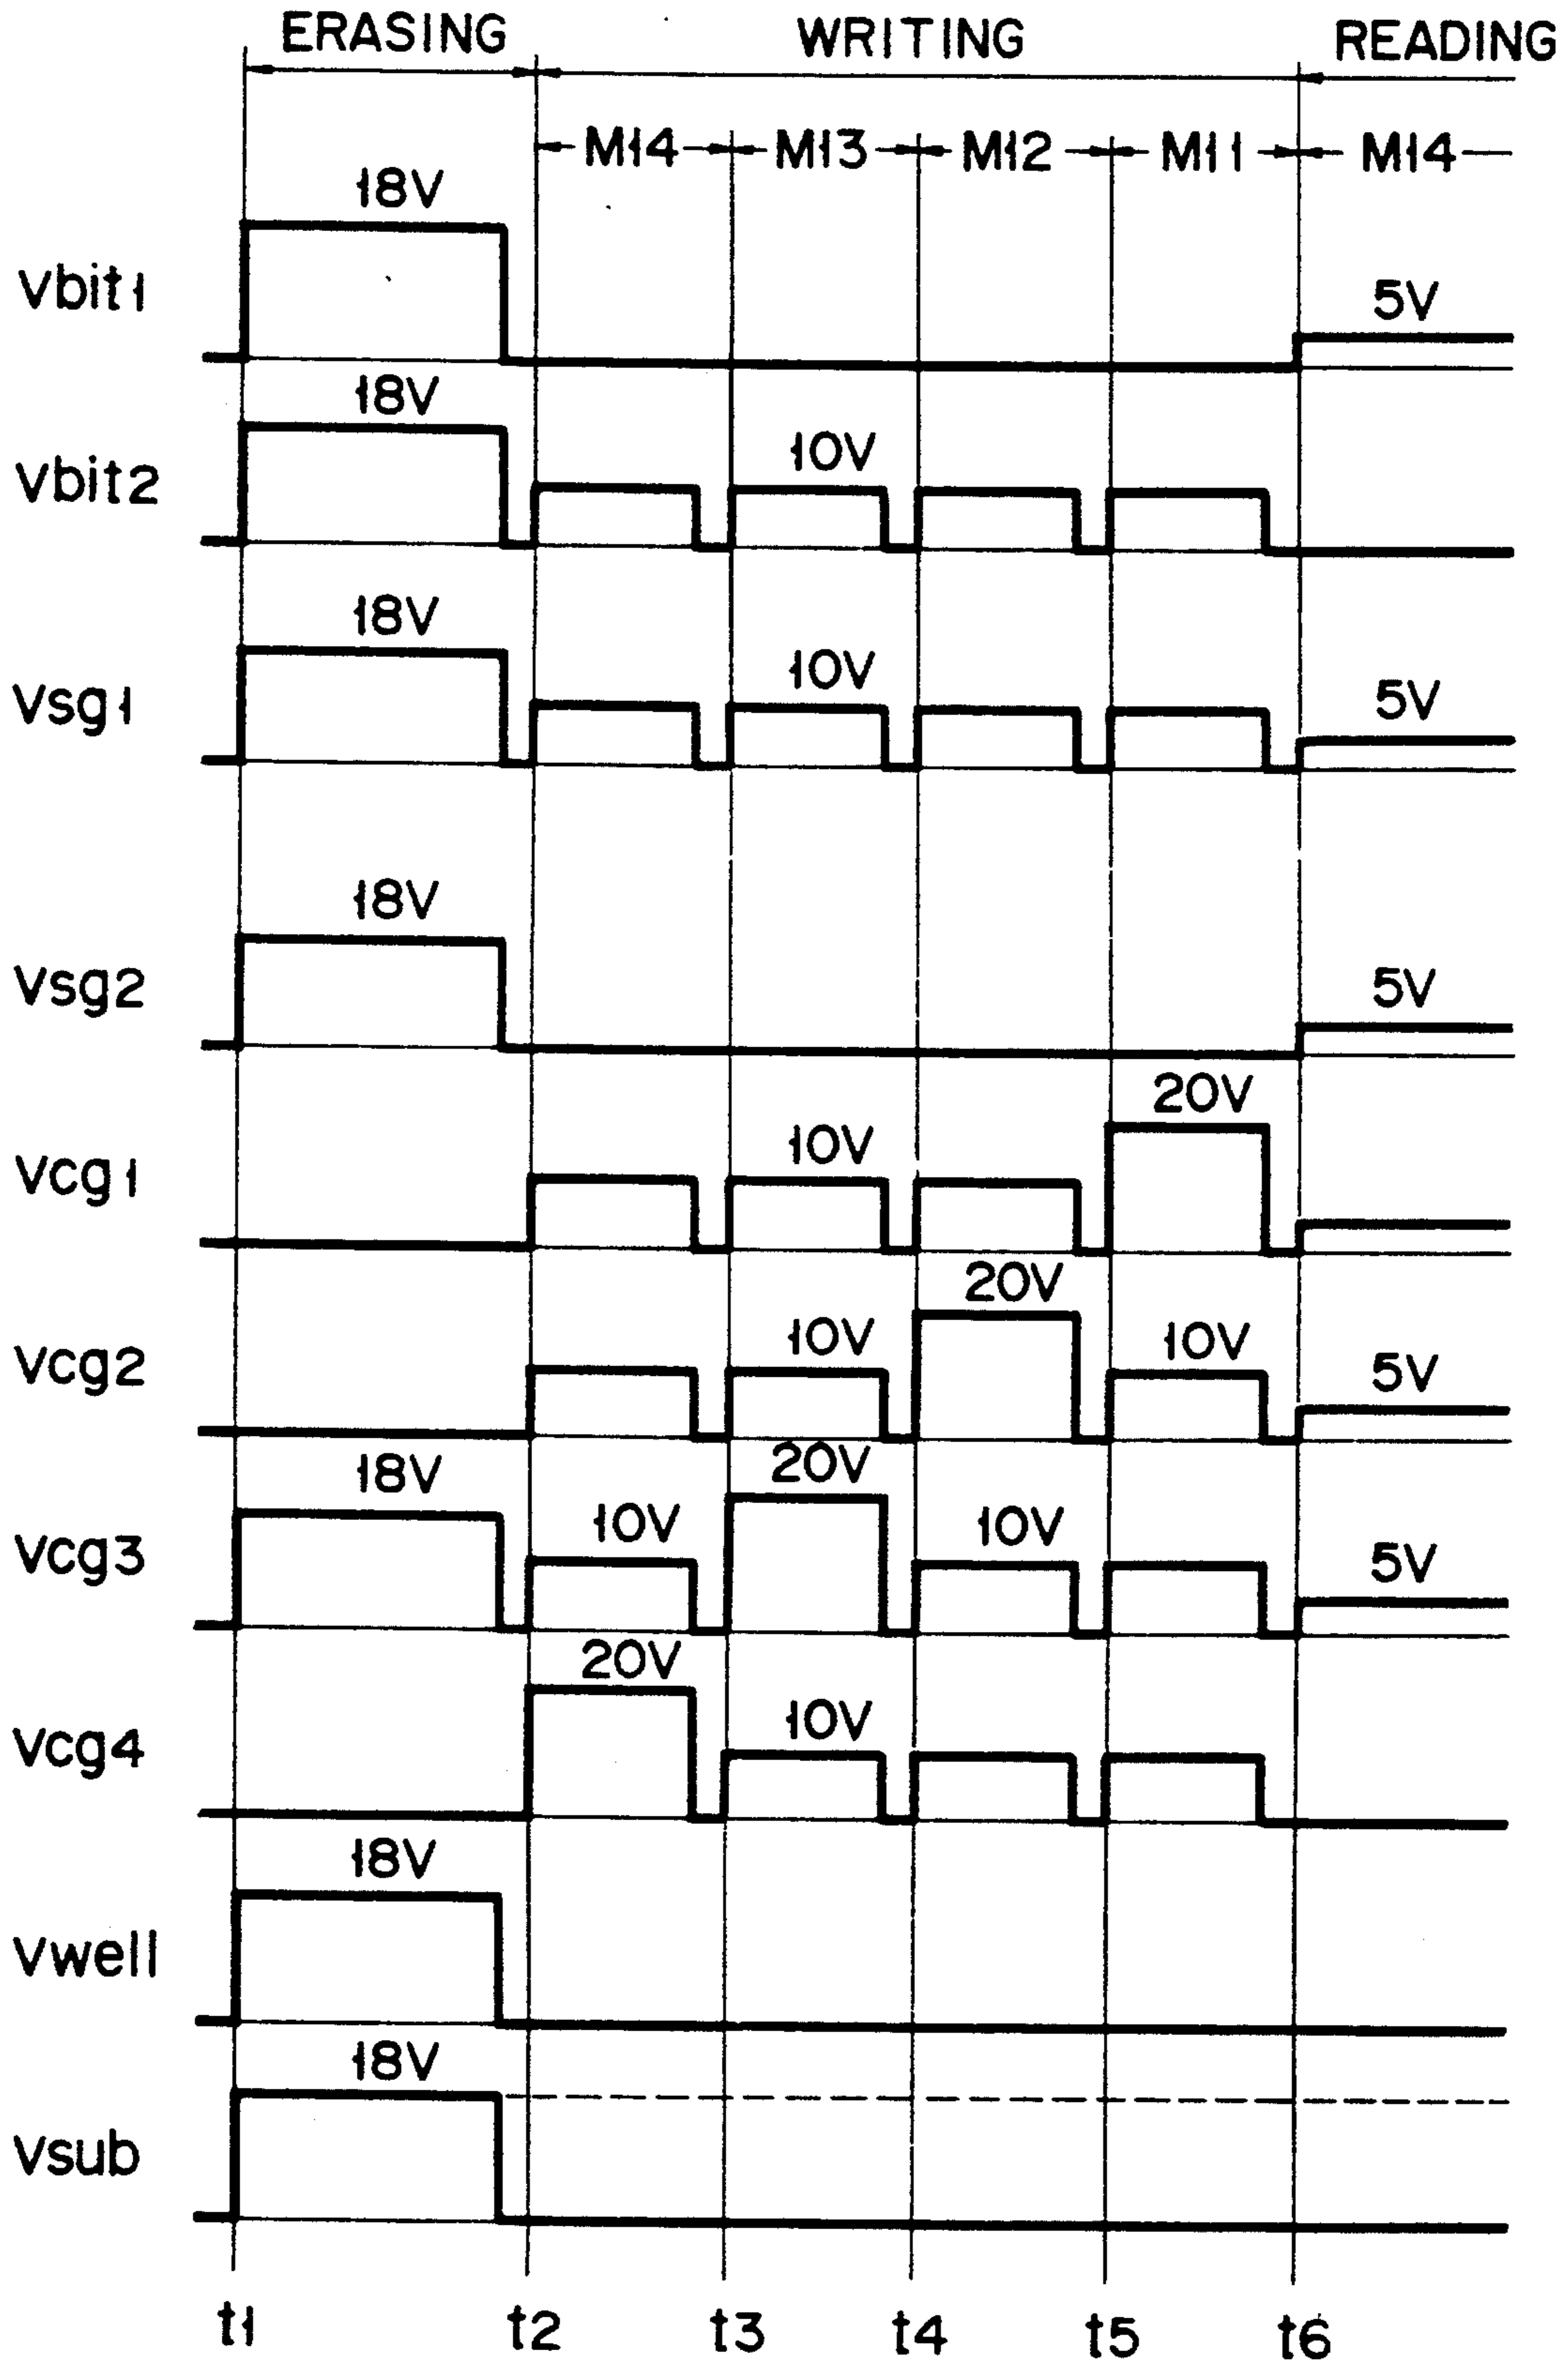 ERASING WRITING READING
M14 M13 M12 M11 M14
18V
Vbit1 5V
18V
Vbit2 10V
18V
Vsg1 10V 5V
18V
Vsg2 5V
20V
Vcg1 10V
20V
Vcg2 10V 10V 5V
18V 20V
Vcg3 10V 10V 5V
20V
Vcg4 10V
18V
Vwell
18V
Vsub
t1 t2 t3 t4 t5 t6